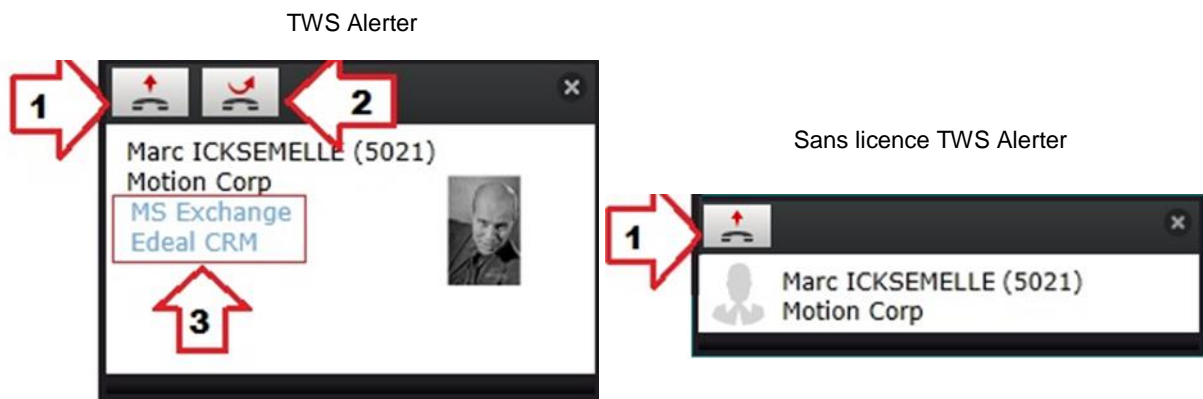 TWS Alerter
1
2
Marc ICKSEMELLE (5021)
Motion Corp
MS Exchange
Edeal CRM
3
Sans licence TWS Alerter
1
Marc ICKSEMELLE (5021)
Motion Corp